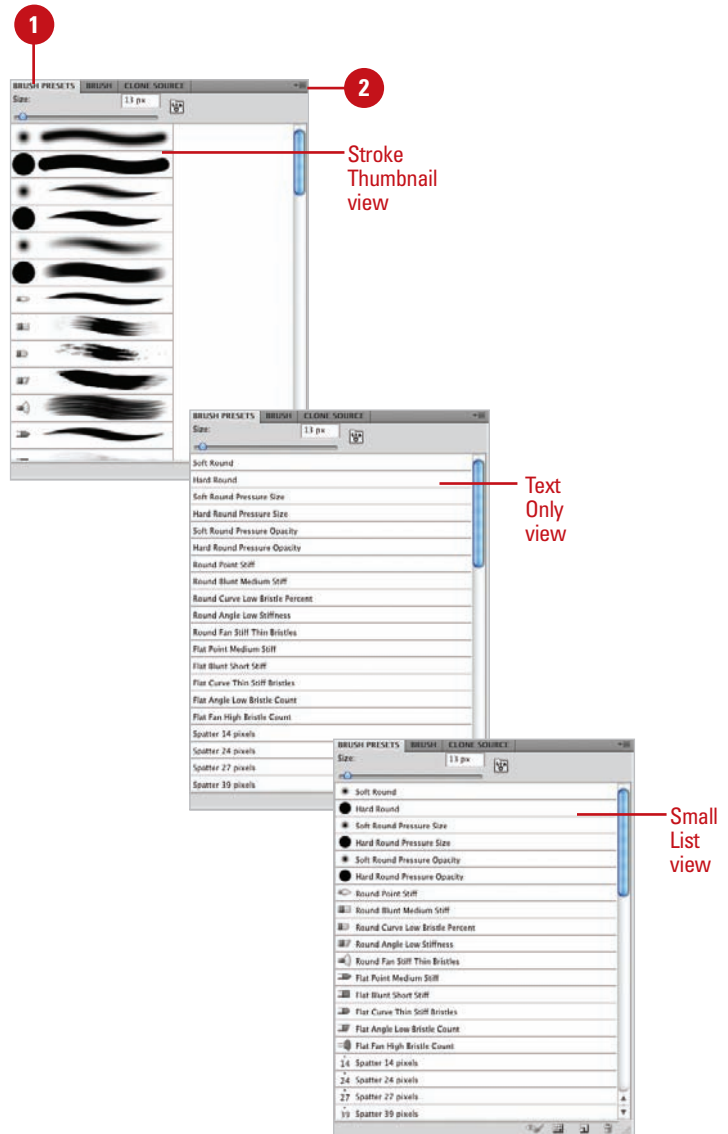 1
BRUSH PRESETS BRUSH CLONE SOURCE
2
Size: 13 px
Stroke
Thumbnail
view
BRUSH PRESETS BRUSH CLONE SOURCE
Size: 13 px
Soft Round
Hard Round
Soft Round Pressure Size
Hard Round Pressure Size
Soft Round Pressure Opacity
Hard Round Pressure Opacity
Round Point Stiff
Round Blunt Medium Stiff
Round Curve Low Bristle Percent
Round Angle Low Stiffness
Round Fan Stiff Thin Bristles
Flat Point Medium Stiff
Flat Blunt Short Stiff
Flat Curve Thin Stiff Bristles
Flat Angle Low Bristle Count
Flat Fan High Bristle Count
Spatter 14 pixels
Spatter 24 pixels
Spatter 27 pixels
Spatter 39 pixels
Text
Only
view
BRUSH PRESETS BRUSH CLONE SOURCE
Size: 13 px
Soft Round
Hard Round
Soft Round Pressure Size
Hard Round Pressure Size
Soft Round Pressure Opacity
Hard Round Pressure Opacity
Round Point Stiff
Round Blunt Medium Stiff
Round Curve Low Bristle Percent
Round Angle Low Stiffness
Round Fan Stiff Thin Bristles
Flat Point Medium Stiff
Flat Blunt Short Stiff
Flat Curve Thin Stiff Bristles
Flat Angle Low Bristle Count
Flat Fan High Bristle Count
14 Spatter 14 pixels
24 Spatter 24 pixels
27 Spatter 27 pixels
39 Spatter 39 pixels
Small
List
view